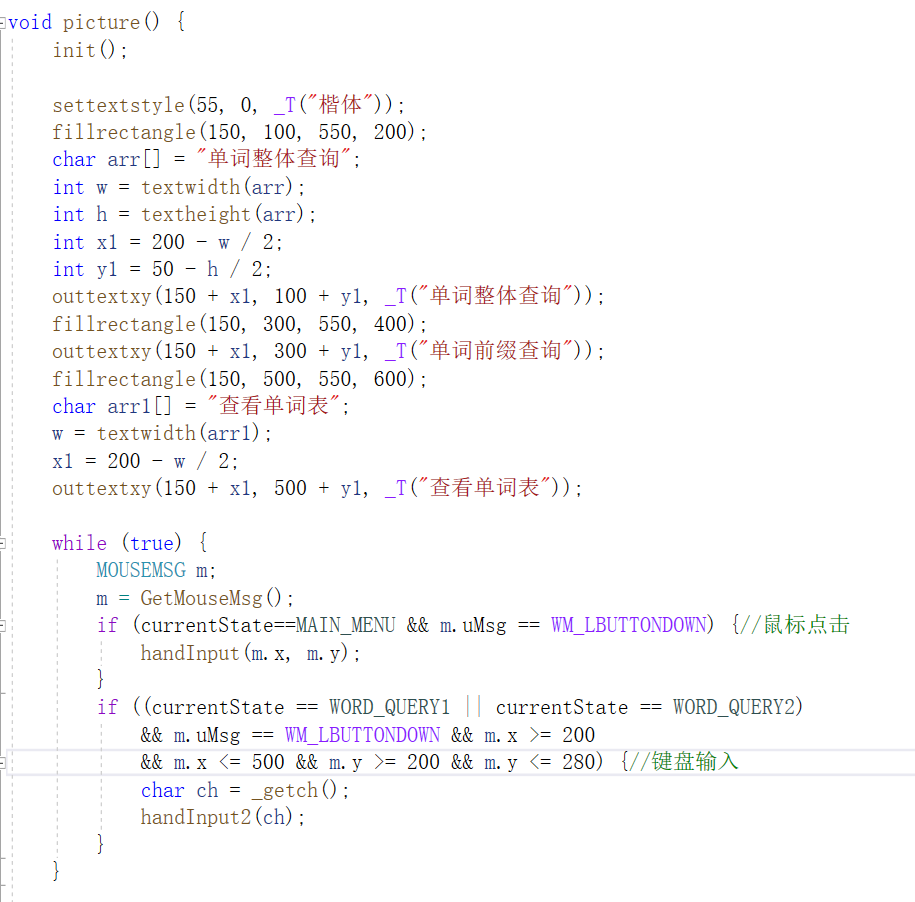 void picture() {
init();
settextstyle(55, 0, _T("楷体"));
fillrectangle(150, 100, 550, 200);
char arr[] = "单词整体查询";
int w = textwidth(arr);
int h = textheight(arr);
int x1 = 200 - w / 2;
int y1 = 50 - h / 2;
outtextxy(150 + x1, 100 + y1, _T("单词整体查询"));
fillrectangle(150, 300, 550, 400);
outtextxy(150 + x1, 300 + y1, _T("单词前缀查询"));
fillrectangle(150, 500, 550, 600);
char arr1[] = "查看单词表";
w = textwidth(arr1);
x1 = 200 - w / 2;
outtextxy(150 + x1, 500 + y1, _T("查看单词表"));
while (true) {
MOUSEMSG m;
m = GetMouseMsg();
if (currentState==MAIN_MENU && m.uMsg == WM_LBUTTONDOWN) {//鼠标点击
handInput(m.x, m.y);
}
if ((currentState == WORD_QUERY1 || currentState == WORD_QUERY2)
&& m.uMsg == WM_LBUTTONDOWN && m.x >= 200
&& m.x <= 500 && m.y >= 200 && m.y <= 280) {//键盘输入
char ch = _getch();
handInput2(ch);
}
}